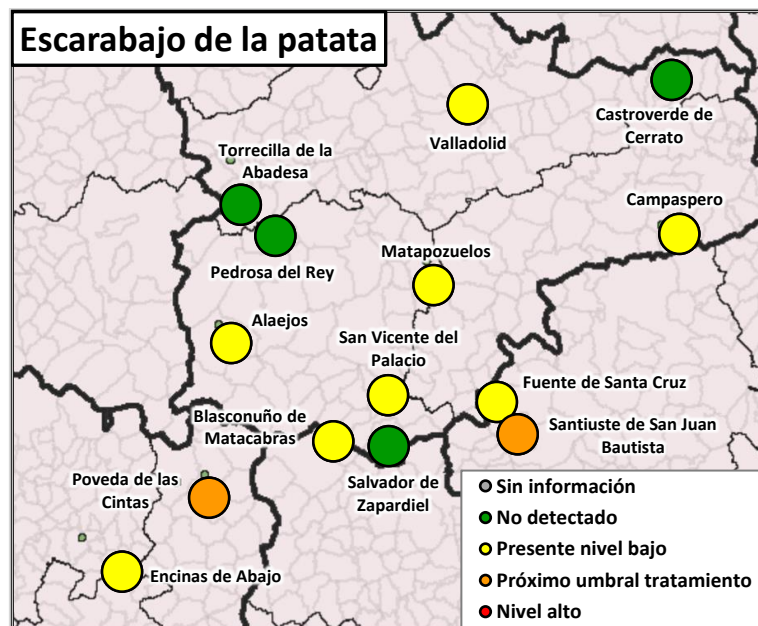 Escarabajo de la patata
Castroverde de
Cerrato
Valladolid
Torrecilla de la
Abadesa
Campaspero
Pedrosa del Rey
Matapozuelos
Alaejos
San Vicente del
Palacio
Fuente de Santa Cruz
Blasconuño de
Matacabras
Santiuste de San Juan
Bautista
Salvador de
Zapardiel
Poveda de las
Cintas
Encinas de Abajo
Sin información
No detectado
Presente nivel bajo
Próximo umbral tratamiento
Nivel alto